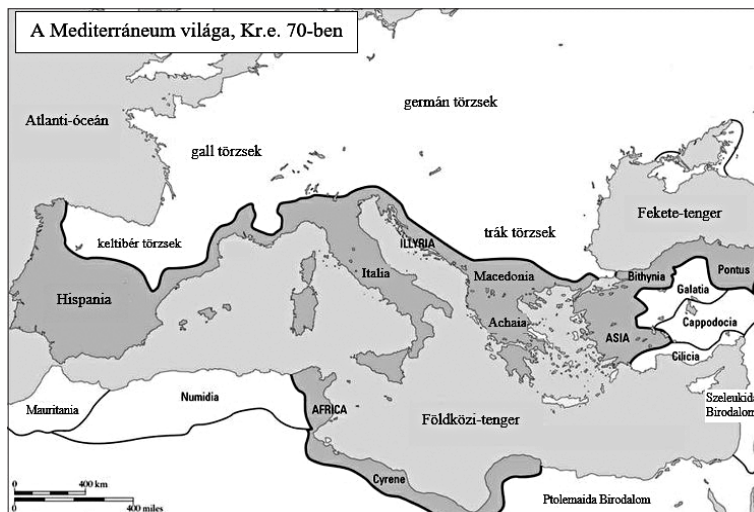 A Mediterráneum világa, Kr.e. 70-ben
germán törzsek
Atlanti-óceán
gall törzsek
Fekete-tenger
keltibér törzsek
ILLYRIA
trák törzsek
Italia
Macedonia
Bithynia
Pontus
Galatia
Hispania
Achaia
ASIA
Cappodocia
Cilicia
Numidia
Mauritania
AFRICA
Földközi-tenger
Szeleukida
Birodalom
Cyrene
Ptolemaida Birodalom
0
400 km
0
400 miles